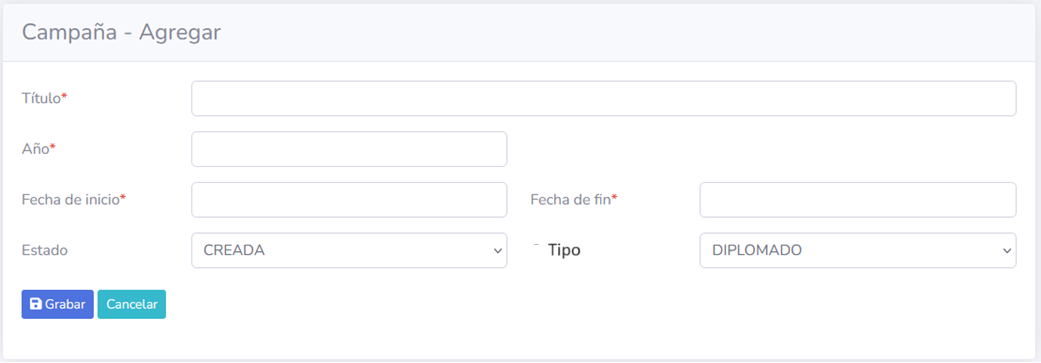 Campaña - Agregar
Título*
Año*
Fecha de inicio* Fecha de fin*
Estado CREADA Tipo DIPLOMADO
Grabar Cancelar